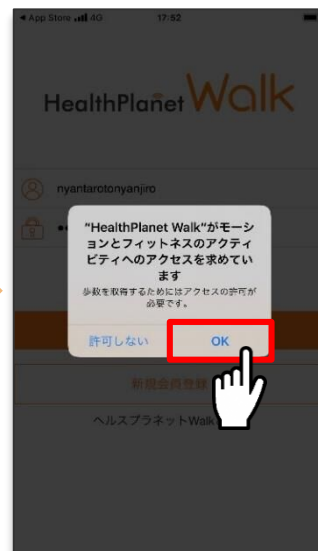 App Store 4G 17:52
HealthPlanet Walk
nyantarotonyanjiro
"HealthPlanet Walk"がモーシ
ョンとフィットネスのアクティ
ビティへのアクセスを求めてい
ます
歩数を取得するためにはアクセスの許可が
必要です。
許可しない OK
新規会員登録
ヘルスプラネットWalk